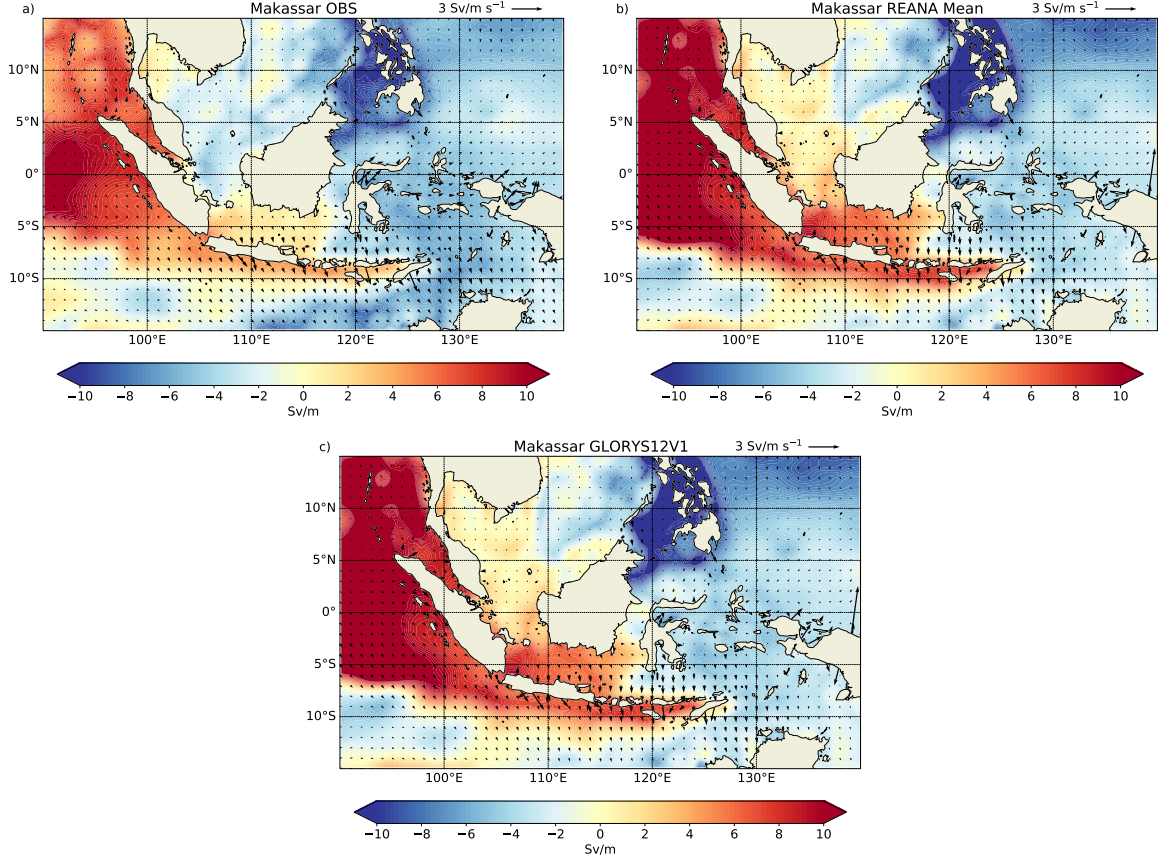 a) Makassar OBS 3 Sv/m s⁻¹
10°N
5°N
0°
5°S
10°S
100°E 110°E 120°E 130°E
−10 −8 −6 −4 −2 0 2 4 6 8 10
Sv/m
b) Makassar REANA Mean 3 Sv/m s⁻¹
10°N
5°N
0°
5°S
10°S
100°E 110°E 120°E 130°E
−10 −8 −6 −4 −2 0 2 4 6 8 10
Sv/m
c) Makassar GLORYS12V1 3 Sv/m s⁻¹
10°N
5°N
0°
5°S
10°S
100°E 110°E 120°E 130°E
−10 −8 −6 −4 −2 0 2 4 6 8 10
Sv/m